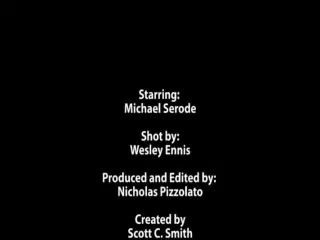 Starring:
Michael Serode
Shot by:
Wesley Ennis
Produced and Edited by:
Nicholas Pizzolato
Created by
Scott C. Smith